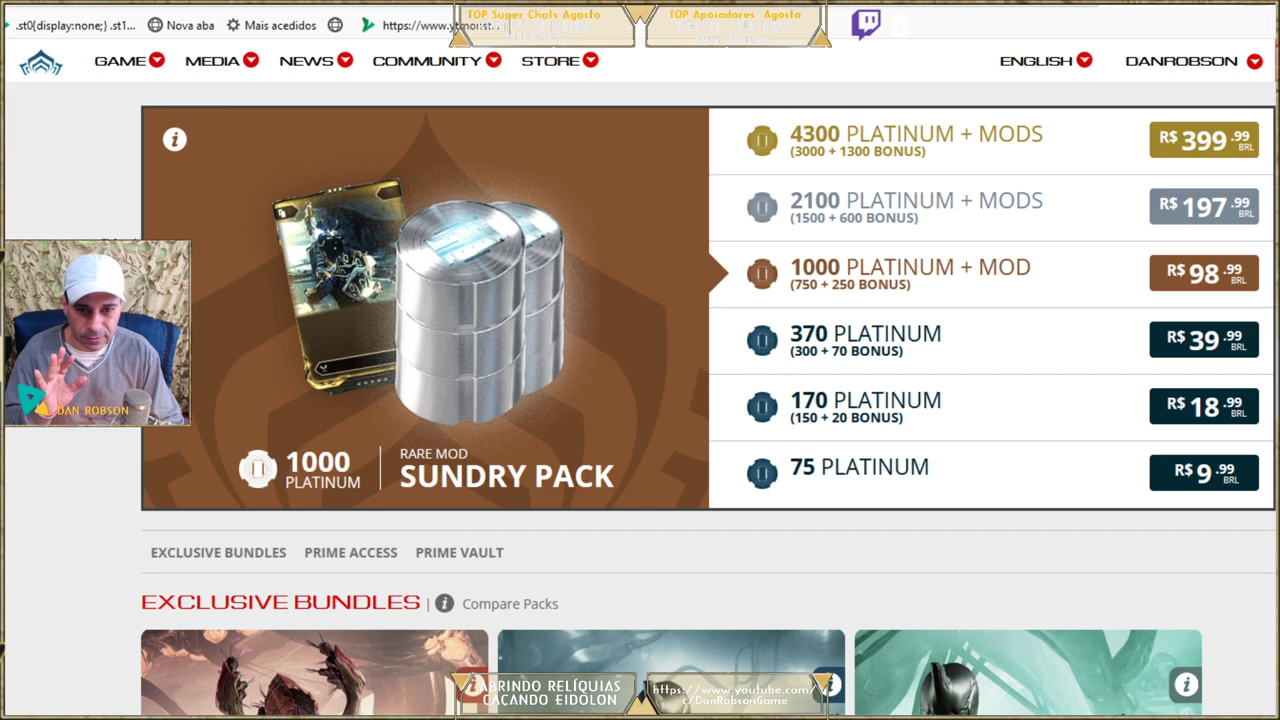 .st0{display:none;} .st1...
Nova aba
Mais acedidos
https://www.ytmonst
TOP Super Chats Agosto
TOP Apoiadores Agosto
GAME
MEDIA
NEWS
COMMUNITY
STORE
ENGLISH
DANROBSON
4300 PLATINUM + MODS
(3000 + 1300 BONUS)
R$ 399.99
BRL
2100 PLATINUM + MODS
(1500 + 600 BONUS)
R$ 197.99
BRL
1000 PLATINUM + MOD
(750 + 250 BONUS)
R$ 98.99
BRL
370 PLATINUM
(300 + 70 BONUS)
R$ 39.99
BRL
170 PLATINUM
(150 + 20 BONUS)
R$ 18.99
BRL
75 PLATINUM
R$ 9.99
BRL
DAN ROBSON
1000
PLATINUM
RARE MOD
SUNDRY PACK
EXCLUSIVE BUNDLES
PRIME ACCESS
PRIME VAULT
EXCLUSIVE BUNDLES | i Compare Packs
ABRINDO RELÍQUIAS
CAÇANDO EIDOLON
https://www.youtube.com/
c/DanRobsonGame